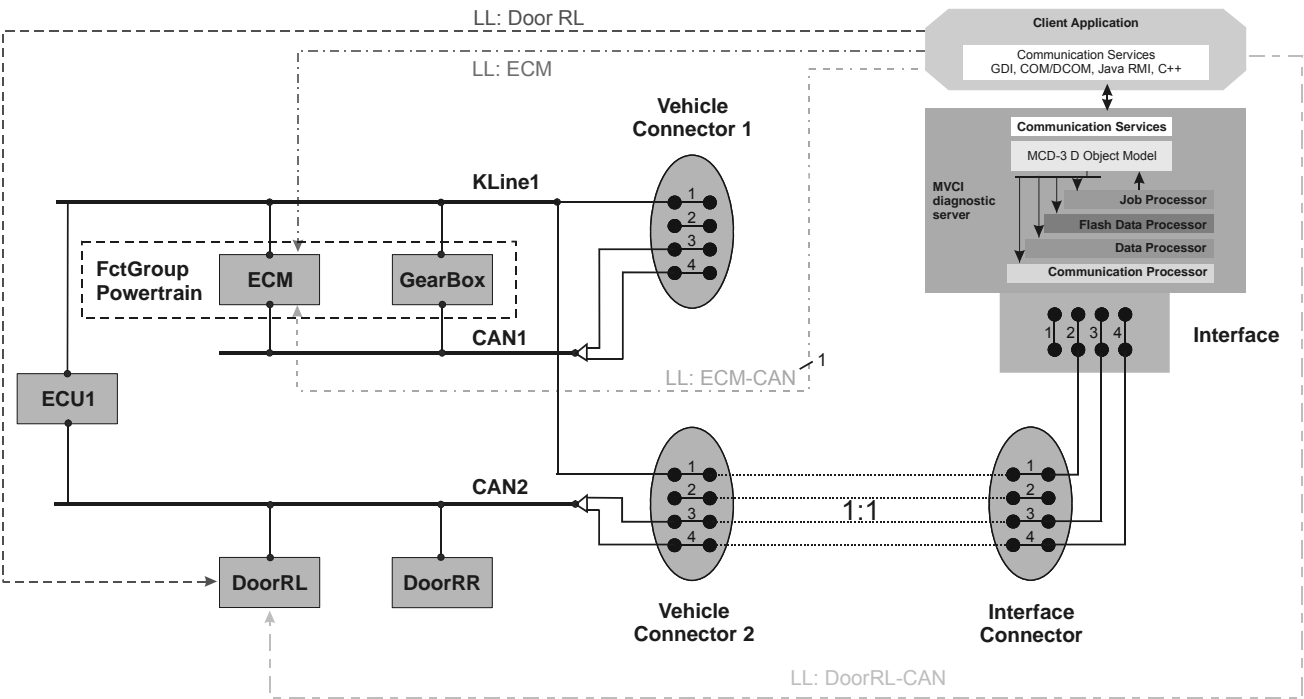 LL: Door RL
LL: ECM
Client Application
Communication Services
GDI, COM/DCOM, Java RMI, C++
Vehicle
Connector 1
Communication Services
MCD-3 D Object Model
MVCI
diagnostic
server
Job Processor
Flash Data Processor
Data Processor
Communication Processor
KLine1
1
2
3
4
FctGroup
Powertrain
ECM
GearBox
CAN1
1
2
3
4
Interface
LL: ECM-CAN
1
ECU1
CAN2
1
2
3
4
1:1
1
2
3
4
DoorRL
DoorRR
Vehicle
Connector 2
Interface
Connector
LL: DoorRL-CAN